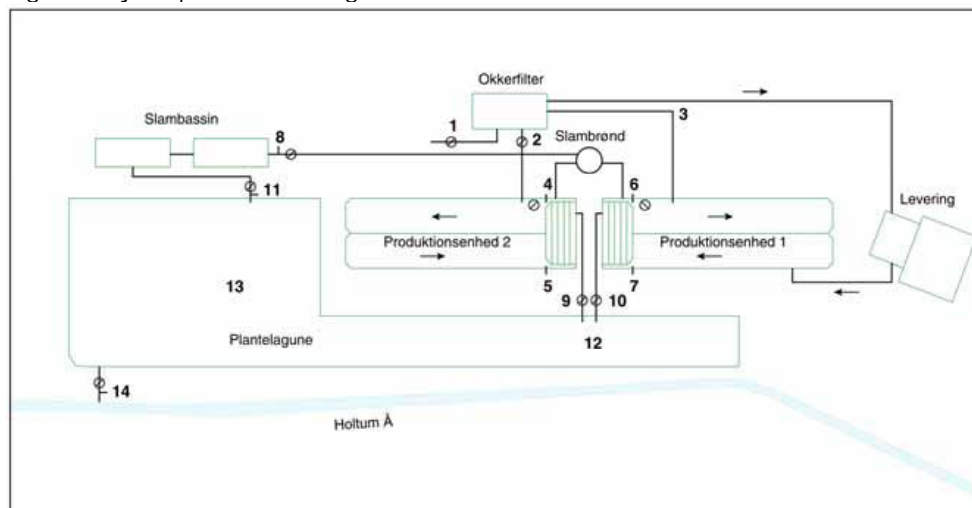 Okkerfilter
1
2
3
Slambassin
8
Slambrønd
4
6
11
Levering
Produktionsenhed 2
Produktionsenhed 1
5
7
13
9
10
12
Plantelagune
14
Holtum Å